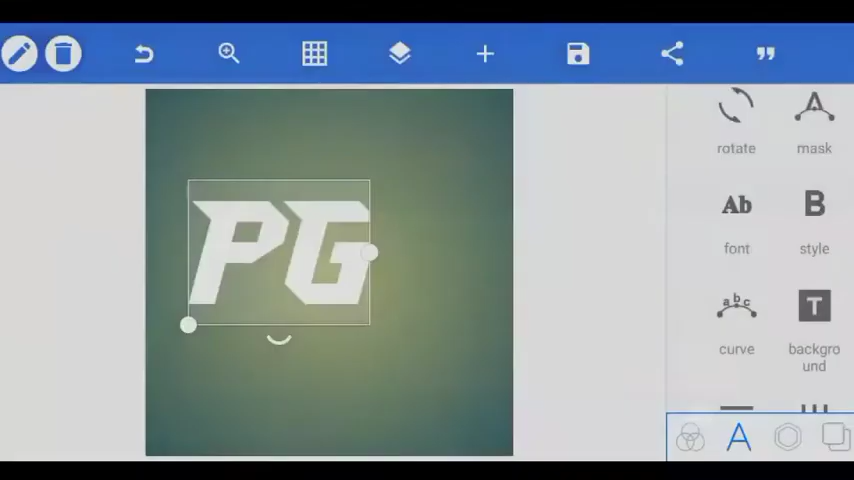 PG
rotate
mask
Ab
B
font
style
abc
T
curve
backgro
und
A